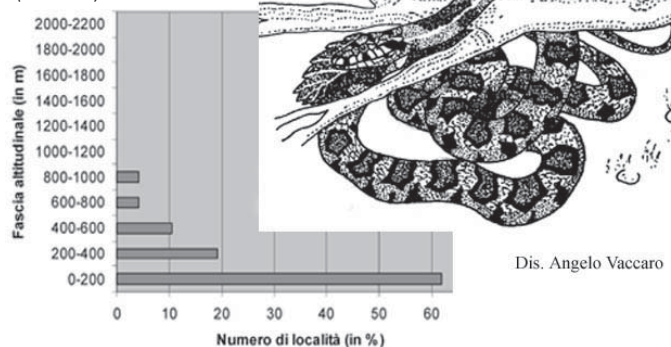 Fascia altitudinale (in m)
2000-2200
1800-2000
1600-1800
1400-1600
1200-1400
1000-1200
800-1000
600-800
400-600
200-400
0-200
0 10 20 30 40 50 60
Numero di località (in %)
Dis. Angelo Vaccaro